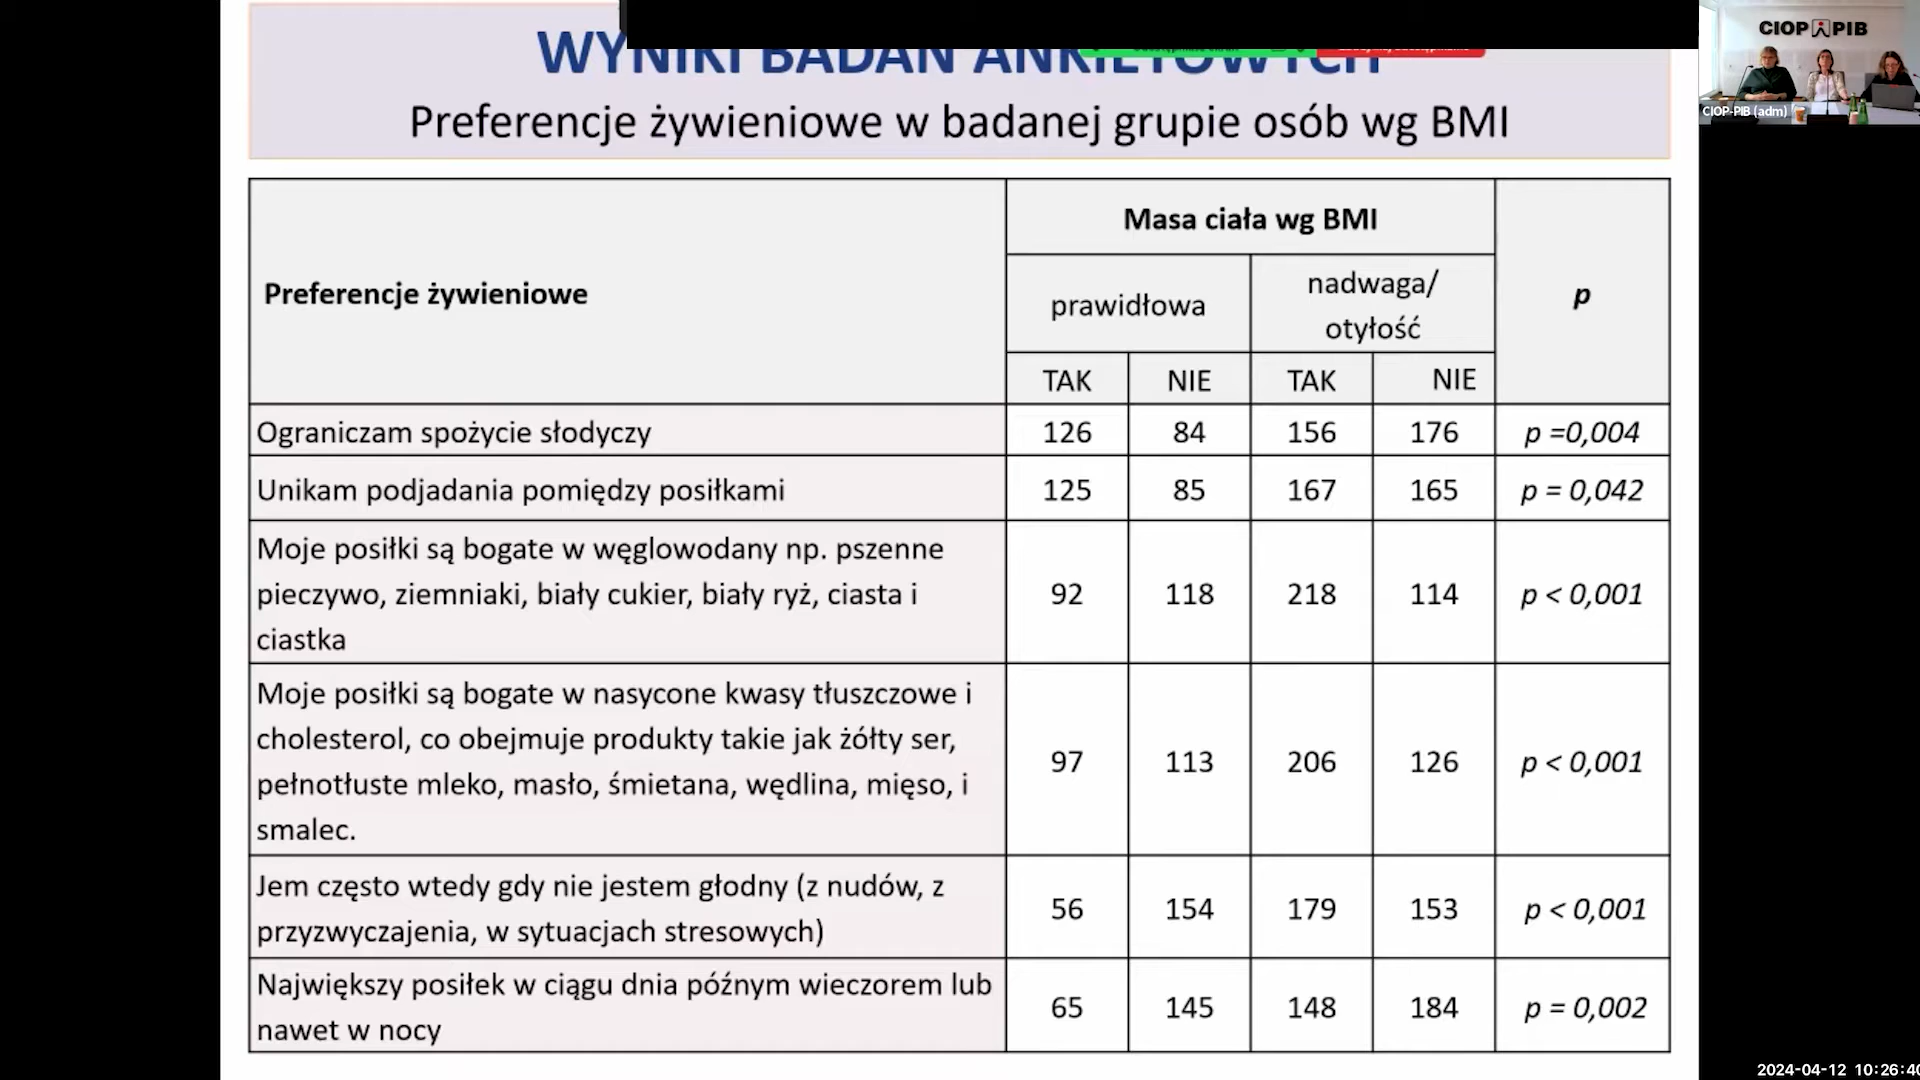 WYNIKI BADAŃ ANKIETOWYCH
Preferencje żywieniowe w badanej grupie osób wg BMI
Preferencje żywieniowe
Masa ciała wg BMI
p
prawidłowa
nadwaga/
otyłość
TAK NIE TAK NIE
Ograniczam spożycie słodyczy 126 84 156 176 p =0,004
Unikam podjadania pomiędzy posiłkami 125 85 167 165 p = 0,042
Moje posiłki są bogate w węglowodany np. pszenne
pieczywo, ziemniaki, biały cukier, biały ryż, ciasta i 92 118 218 114 p < 0,001
ciastka
Moje posiłki są bogate w nasycone kwasy tłuszczowe i
cholesterol, co obejmuje produkty takie jak żółty ser, 97 113 206 126 p < 0,001
pełnotłuste mleko, masło, śmietana, wędlina, mięso, i
smalec.
Jem często wtedy gdy nie jestem głodny (z nudów, z 56 154 179 153 p < 0,001
przyzwyczajenia, w sytuacjach stresowych)
Największy posiłek w ciągu dnia późnym wieczorem lub 65 145 148 184 p = 0,002
nawet w nocy
CIOP PIB
CIOP-PIB (adm)
2024-04-12 10:26:40